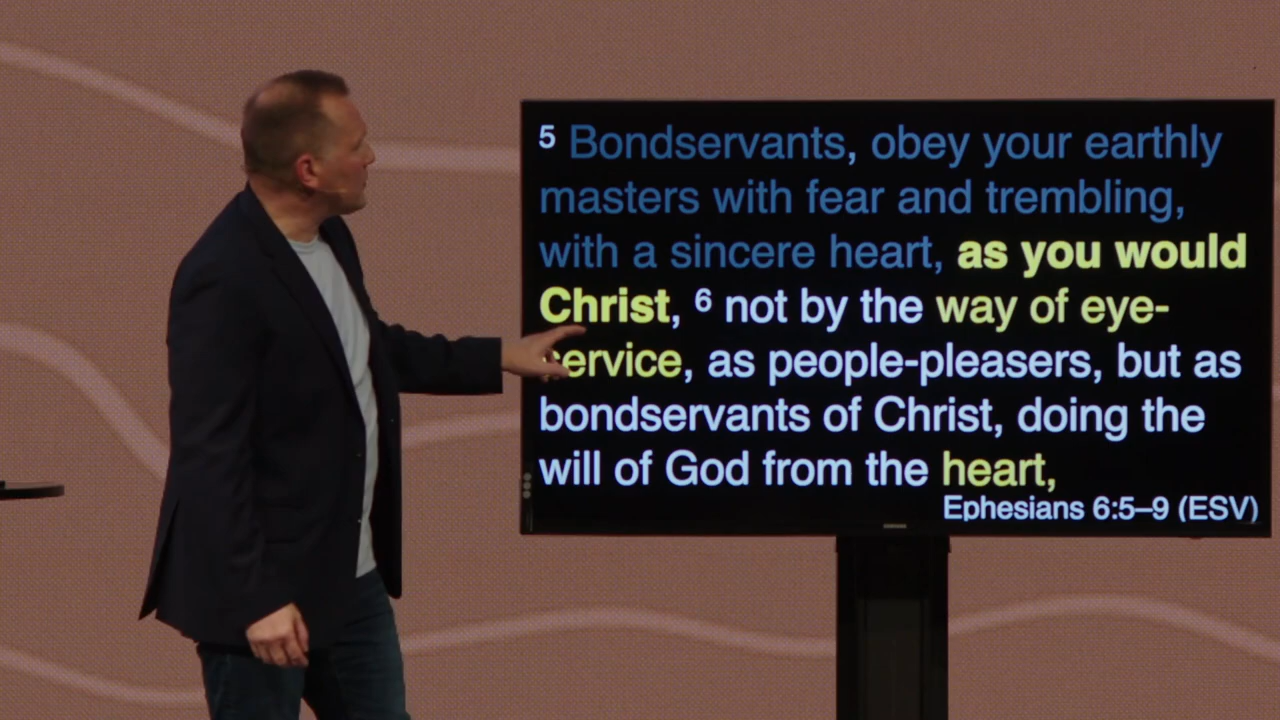 5 Bondservants, obey your earthly
masters with fear and trembling,
with a sincere heart, as you would
Christ, 6 not by the way of eye-
service, as people-pleasers, but as
bondservants of Christ, doing the
will of God from the heart,
Ephesians 6:5–9 (ESV)